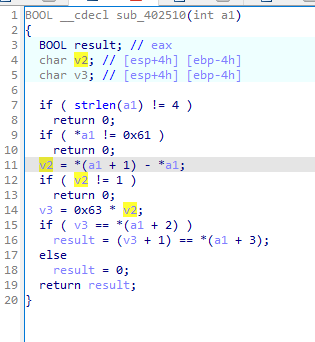 1 BOOL __cdecl sub_402510(int a1)
2 {
3   BOOL result; // eax
4   char v2; // [esp+4h] [ebp-4h]
5   char v3; // [esp+4h] [ebp-4h]
6
7   if ( strlen(a1) != 4 )
8     return 0;
9   if ( *a1 != 0x61 )
10     return 0;
11   v2 = *(a1 + 1) - *a1;
12   if ( v2 != 1 )
13     return 0;
14   v3 = 0x63 * v2;
15   if ( v3 == *(a1 + 2) )
16     result = (v3 + 1) == *(a1 + 3);
17   else
18     result = 0;
19   return result;
20 }